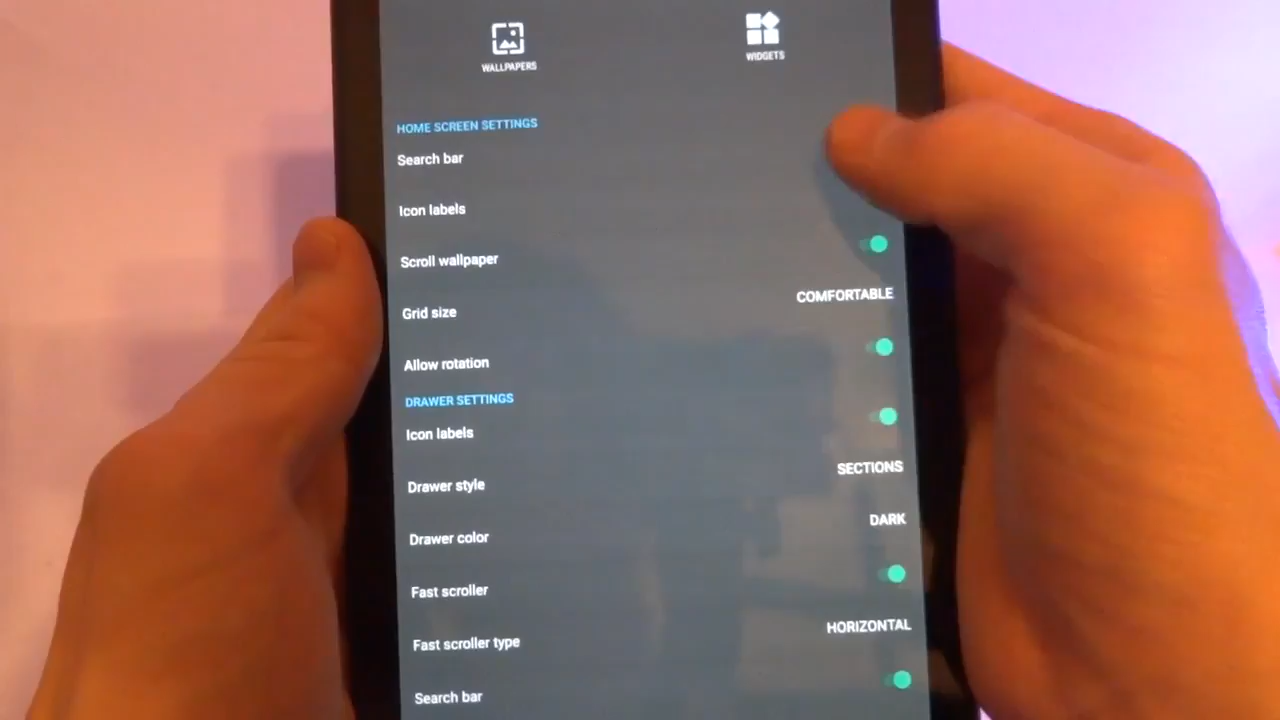 WALLPAPERS
WIDGETS
HOME SCREEN SETTINGS
Search bar
Icon labels
Scroll wallpaper
Grid size COMFORTABLE
Allow rotation
DRAWER SETTINGS
Icon labels
Drawer style SECTIONS
Drawer color DARK
Fast scroller
Fast scroller type HORIZONTAL
Search bar